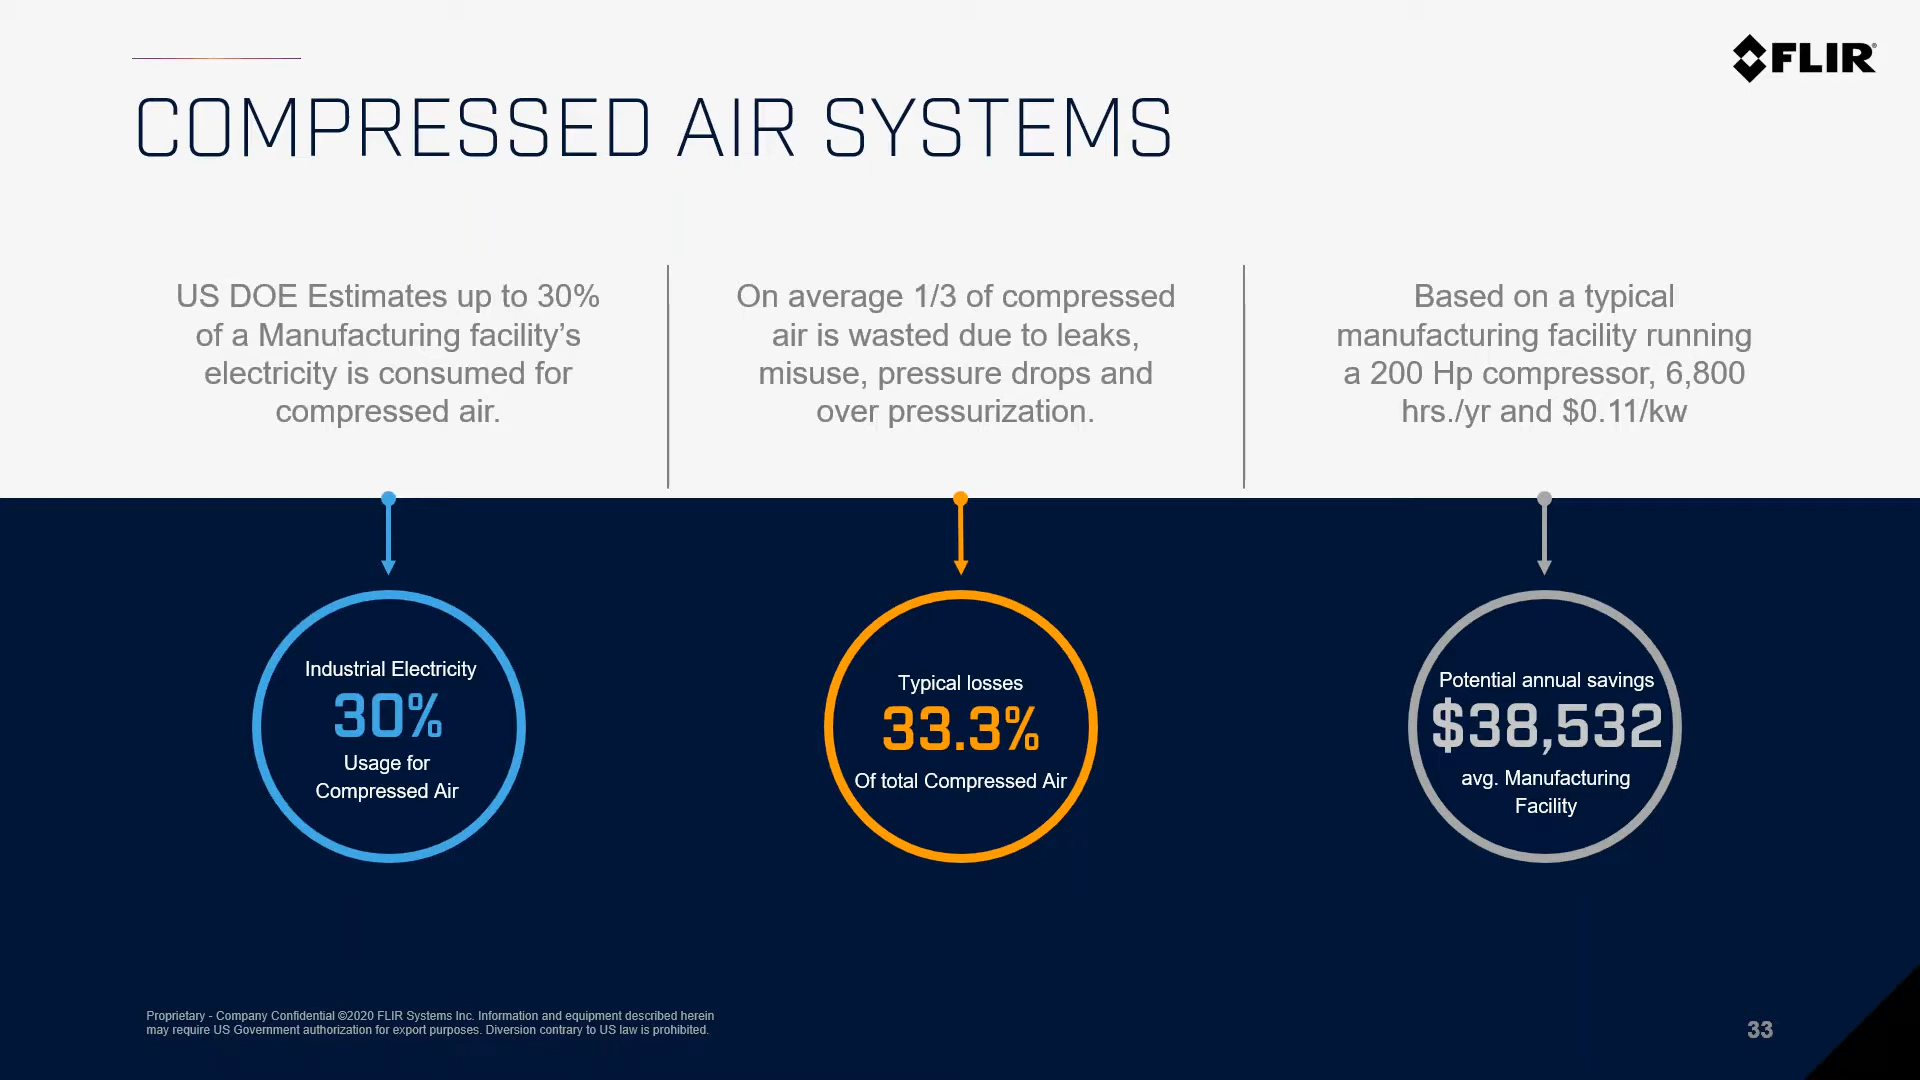 FLIR
COMPRESSED AIR SYSTEMS
US DOE Estimates up to 30%
of a Manufacturing facility’s
electricity is consumed for
compressed air.
On average 1/3 of compressed
air is wasted due to leaks,
misuse, pressure drops and
over pressurization.
Based on a typical
manufacturing facility running
a 200 Hp compressor, 6,800
hrs./yr and $0.11/kw
Industrial Electricity
30%
Usage for
Compressed Air
Typical losses
33.3%
Of total Compressed Air
Potential annual savings
$38,532
avg. Manufacturing
Facility
Proprietary - Company Confidential ©2020 FLIR Systems Inc. Information and equipment described herein
may require US Government authorization for export purposes. Diversion contrary to US law is prohibited.
33